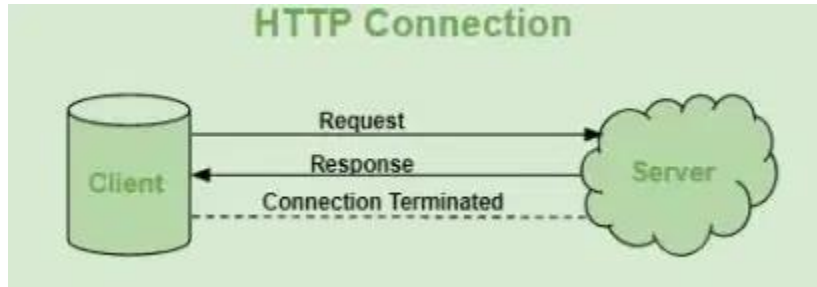 HTTP Connection
Request
Response
Client
Server
Connection Terminated